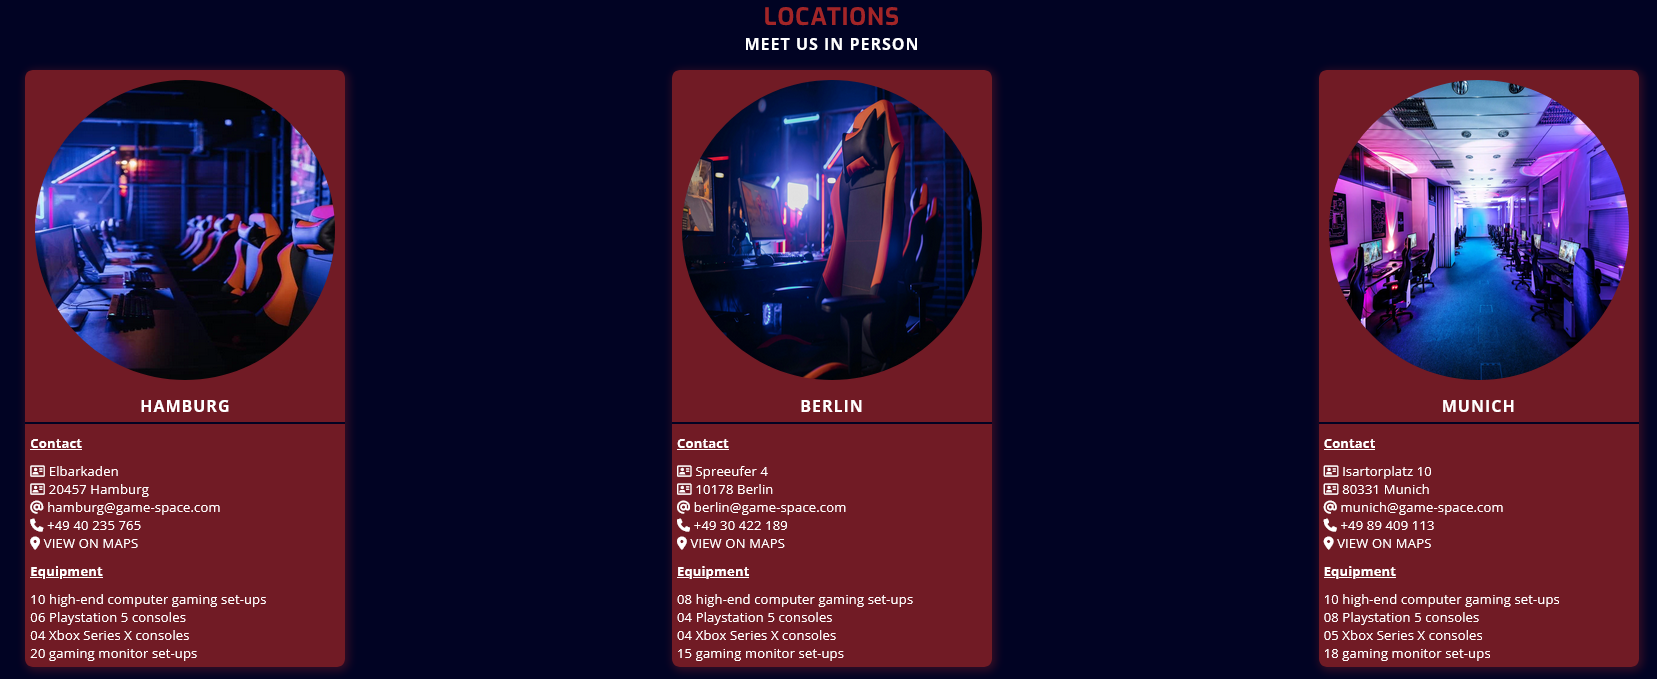 LOCATIONS
MEET US IN PERSON
HAMBURG
Contact
Elbarkaden
20457 Hamburg
hamburg@game-space.com
+49 40 235 765
VIEW ON MAPS
Equipment
10 high-end computer gaming set-ups
06 Playstation 5 consoles
04 Xbox Series X consoles
20 gaming monitor set-ups
BERLIN
Contact
Spreeufer 4
10178 Berlin
berlin@game-space.com
+49 30 422 189
VIEW ON MAPS
Equipment
08 high-end computer gaming set-ups
04 Playstation 5 consoles
04 Xbox Series X consoles
15 gaming monitor set-ups
MUNICH
Contact
Isartorplatz 10
80331 Munich
munich@game-space.com
+49 89 409 113
VIEW ON MAPS
Equipment
10 high-end computer gaming set-ups
08 Playstation 5 consoles
05 Xbox Series X consoles
18 gaming monitor set-ups